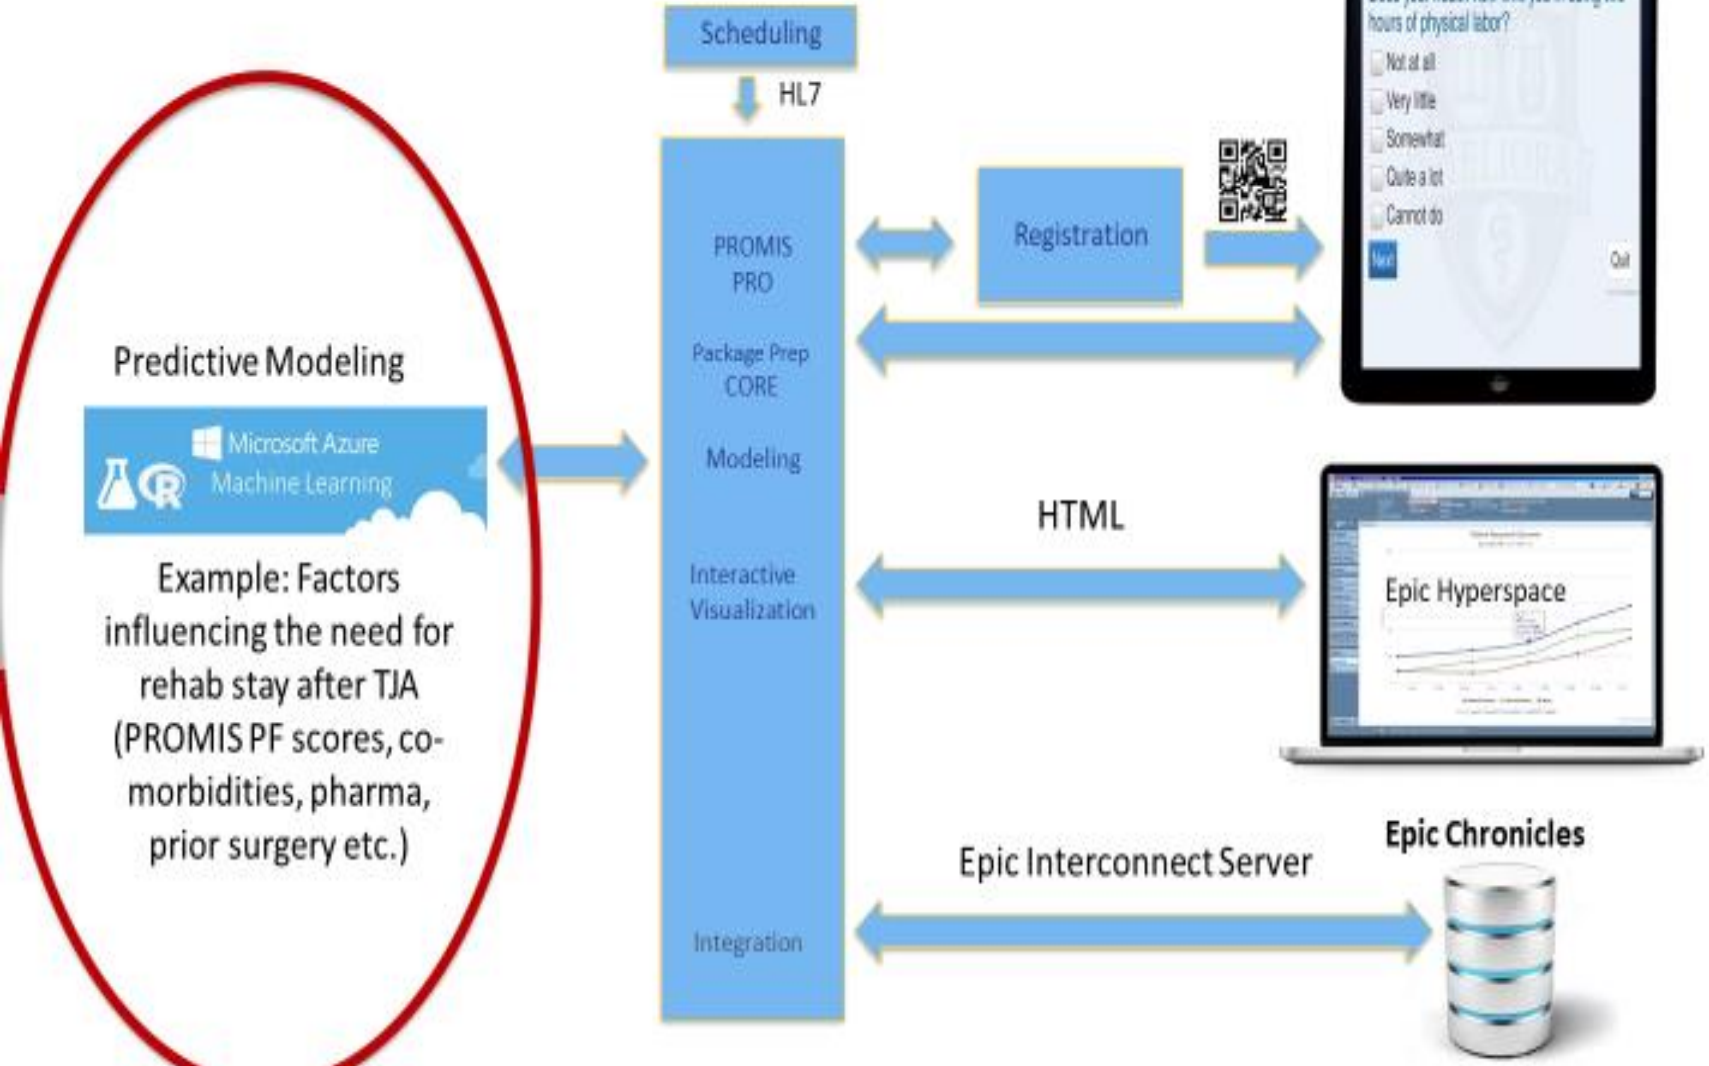 Scheduling
HL7
hours of physical labor?
Not at all
Very little
Somewhat
Quite a lot
Cannot do
Next
Quit
PROMIS
PRO
Package Prep
CORE
Modeling
Interactive
Visualization
Integration
Registration
Predictive Modeling
Microsoft Azure
Machine Learning
R
Example: Factors
influencing the need for
rehab stay after TJA
(PROMIS PF scores, co-
morbidities, pharma,
prior surgery etc.)
HTML
Epic Hyperspace
Epic Chronicles
Epic Interconnect Server